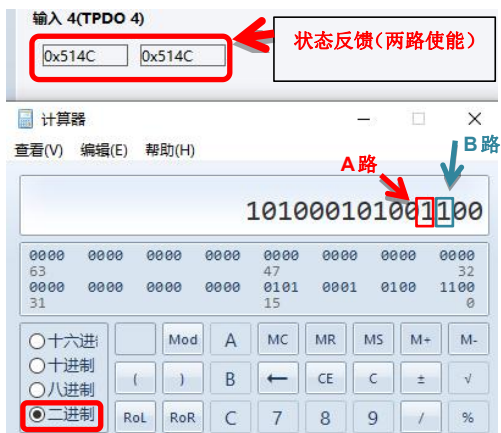 输入 4(TPDO 4)
0x514C 0x514C
状态反馈(两路使能)
计算器
查看(V) 编辑(E) 帮助(H)
A路 B路
101000101001100
0000 0000 0000 0000 0000 0000 0000 0000
63 47 32
0000 0000 0000 0000 0101 0001 0100 1100
31 15 0
十六进 Mod A MC MR MS M+ M-
十进制
八进制 ( ) B ← CE C ± √
二进制 RoL RoR C 7 8 9 / %